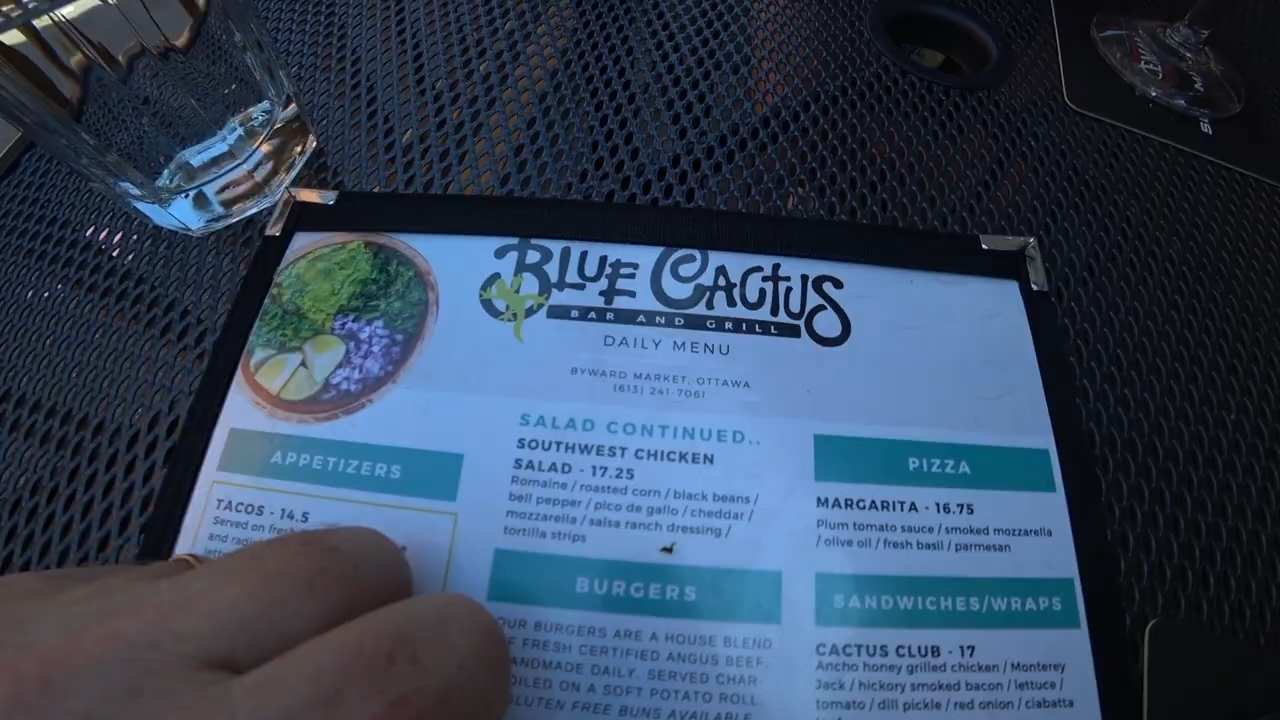 BLUE CACTUS
BAR AND GRILL
DAILY MENU
BYWARD MARKET, OTTAWA
(613) 241-7061
APPETIZERS
TACOS - 14.5
Served on
and
SALAD CONTINUED..
SOUTHWEST CHICKEN
SALAD - 17.25
Romaine / roasted corn / black beans /
bell pepper / pico de gallo / cheddar /
mozzarella / salsa ranch dressing /
tortilla strips
BURGERS
OUR BURGERS ARE A HOUSE BLEND
FRESH CERTIFIED ANGUS BEEF.
DAILY. SERVED CHAR
ON A SOFT POTATO ROLL.
GLUTEN FREE BUNS AVAILABLE
PIZZA
MARGARITA - 16.75
Plum tomato sauce / smoked mozzarella
/ olive oil / fresh basil / parmesan
SANDWICHES/WRAPS
CACTUS CLUB - 17
Ancho honey grilled chicken / Monterey
Jack / hickory smoked bacon / lettuce /
tomato / dill pickle / red onion / ciabatta